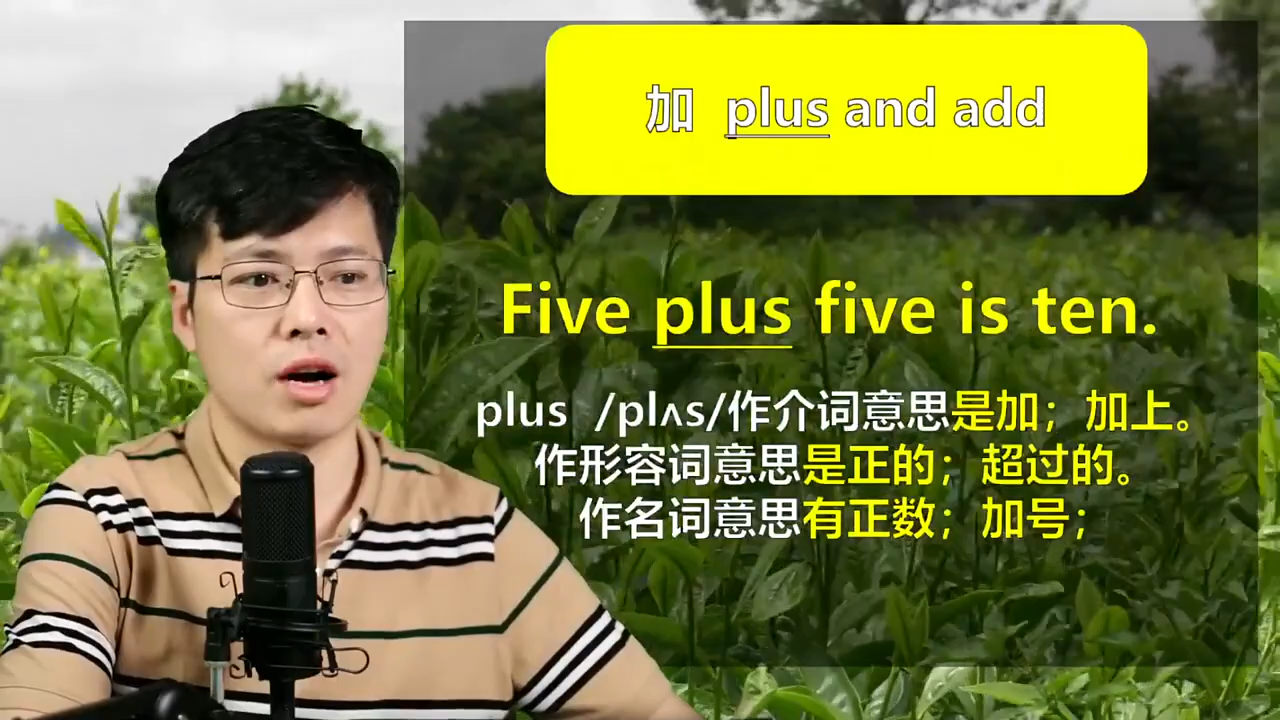 加 plus and add
Five plus five is ten.
plus /plʌs/作介词意思是加；加上。
作形容词意思是正的；超过的。
作名词意思有正数；加号；